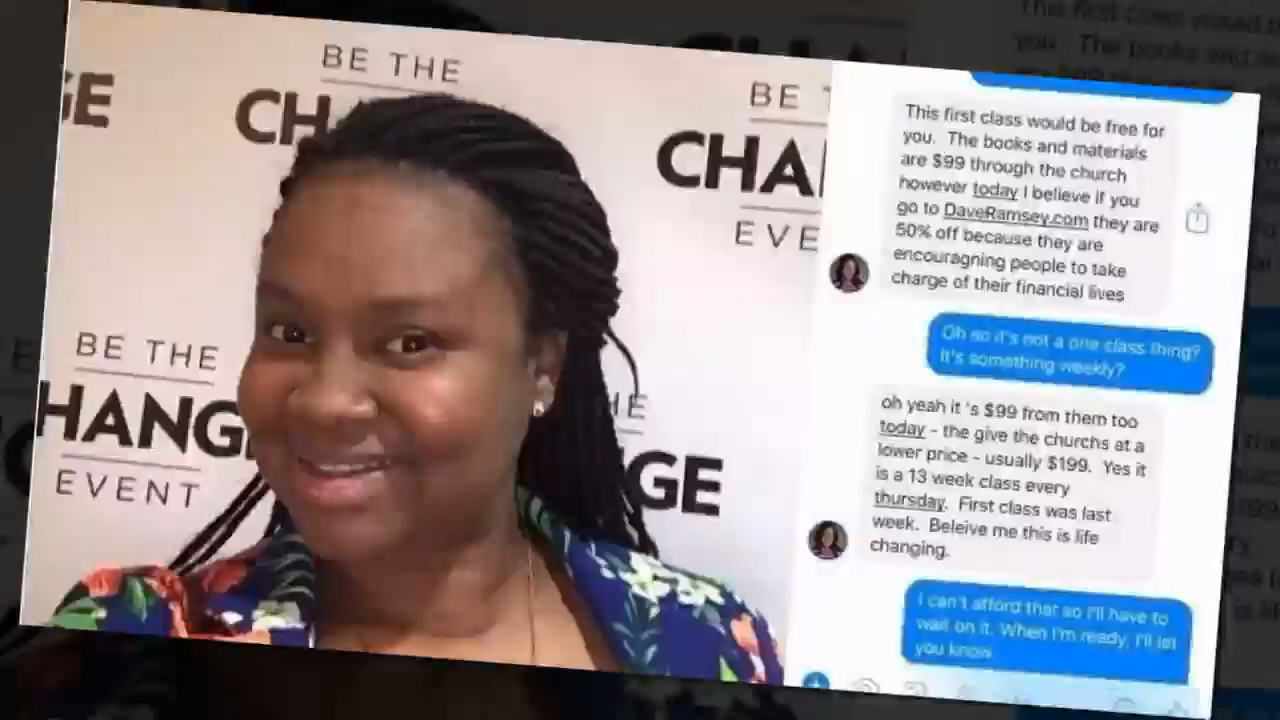 BE THE
CH
GE
BE T
CHA
EVE
BE THE
HANG
EVENT
HE
GE
This first class would be free for
you. The books and materials
are $99 through the church
however today I believe if you
go to DaveRamsey.com they are
50% off because they are
encouragning people to take
charge of their financial lives
Oh so it's not a one class thing?
It's something weekly?
oh yeah it 's $99 from them too
today - the give the churchs at a
lower price - usually $199. Yes it
is a 13 week class every
thursday. First class was last
week. Beleive me this is life
changing.
I can't afford that so I'll have to
wait on it. When I'm ready, I'll let
you know